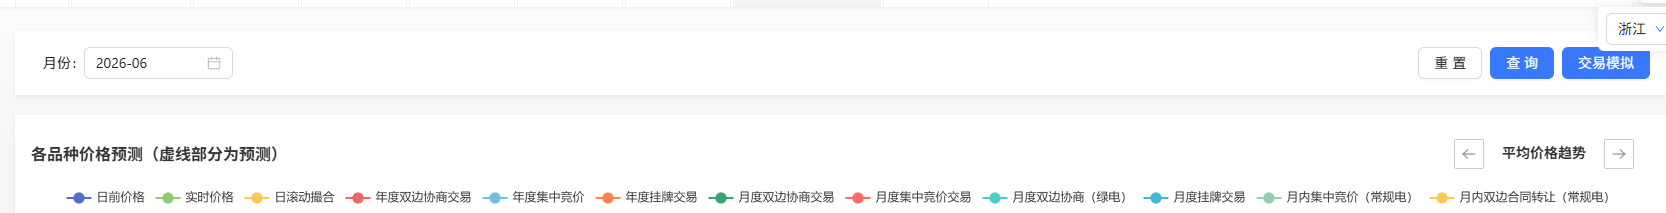 浙江
月份： 2026-06 重 置 查 询 交易模拟
各品种价格预测（虚线部分为预测） 平均价格趋势
日前价格 实时价格 日滚动撮合 年度双边协商交易 年度集中竞价 年度挂牌交易 月度双边协商交易 月度集中竞价交易 月度双边协商（绿电） 月度挂牌交易 月内集中竞价（常规电） 月内双边合同转让（常规电）